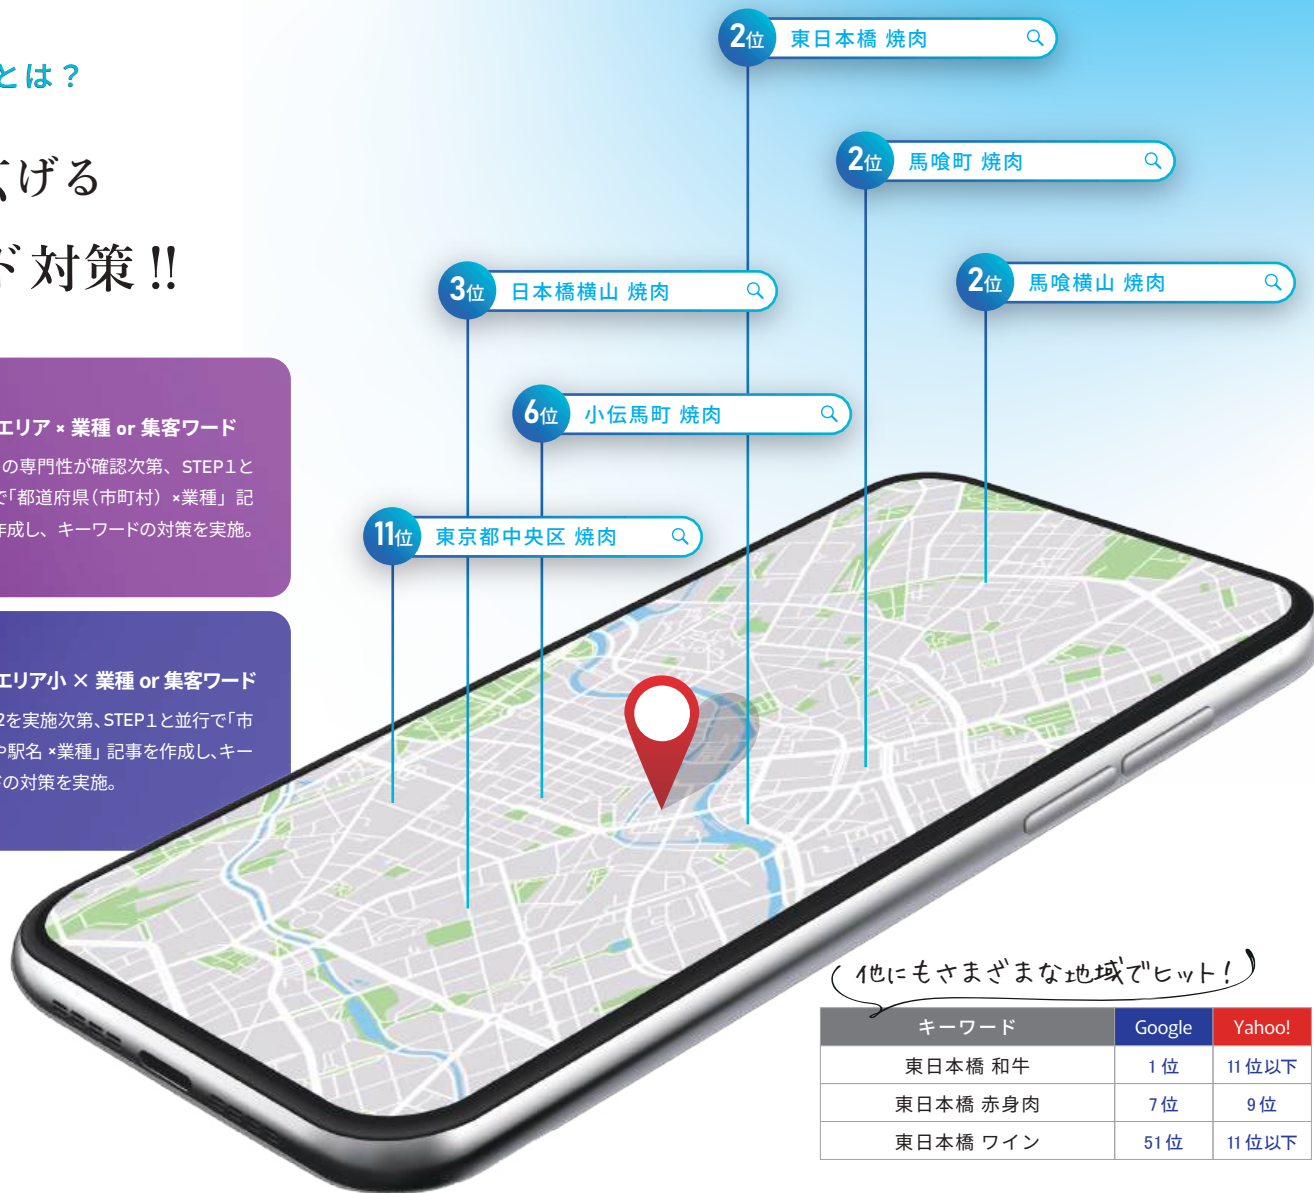 とは？
広げる
ド対策!!
2位 東日本橋 焼肉
2位 馬喰町 焼肉
3位 日本橋横山 焼肉
2位 馬喰横山 焼肉
6位 小伝馬町 焼肉
11位 東京都中央区 焼肉
エリア × 業種 or 集客ワード
の専門性が確認次第、STEP1と
で「都道府県（市町村）×業種」記
作成し、キーワードの対策を実施。
エリア小 × 業種 or 集客ワード
2を実施次第、STEP1と並行で「市
や駅名 ×業種」記事を作成し、キー
ドの対策を実施。
他にもさまざまな地域でヒット!
キーワード Google Yahoo!
東日本橋 和牛 1位 11位以下
東日本橋 赤身肉 7位 9位
東日本橋 ワイン 51位 11位以下